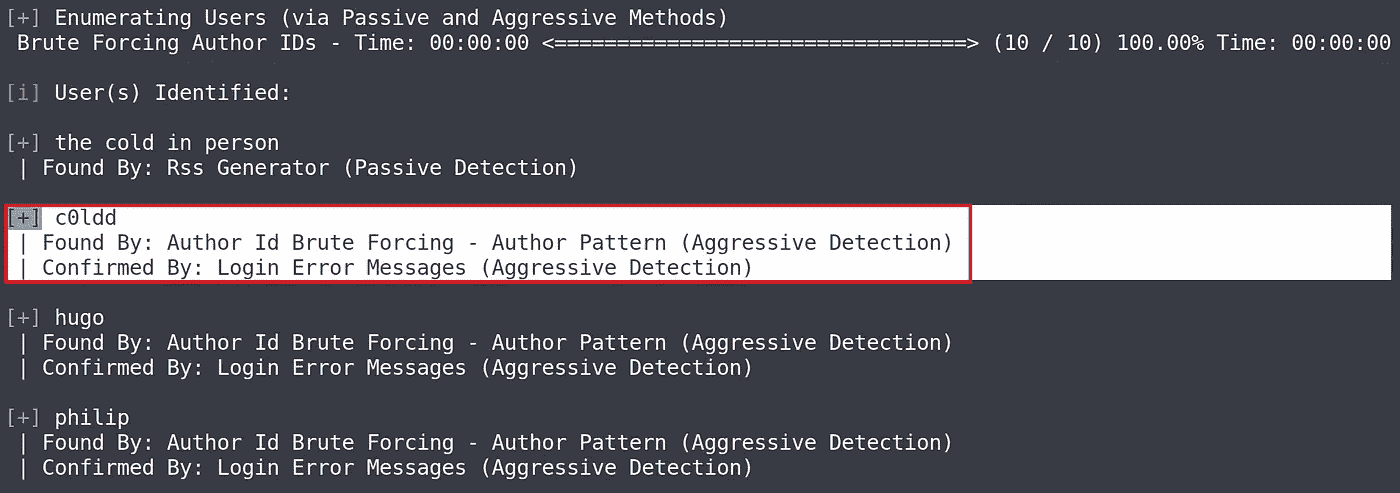 [+] Enumerating Users (via Passive and Aggressive Methods)
Brute Forcing Author IDs - Time: 00:00:00 <=================================> (10 / 10) 100.00% Time: 00:00:00
[i] User(s) Identified:
[+] the cold in person
| Found By: Rss Generator (Passive Detection)
[+] c0ldd
| Found By: Author Id Brute Forcing - Author Pattern (Aggressive Detection)
| Confirmed By: Login Error Messages (Aggressive Detection)
[+] hugo
| Found By: Author Id Brute Forcing - Author Pattern (Aggressive Detection)
| Confirmed By: Login Error Messages (Aggressive Detection)
[+] philip
| Found By: Author Id Brute Forcing - Author Pattern (Aggressive Detection)
| Confirmed By: Login Error Messages (Aggressive Detection)